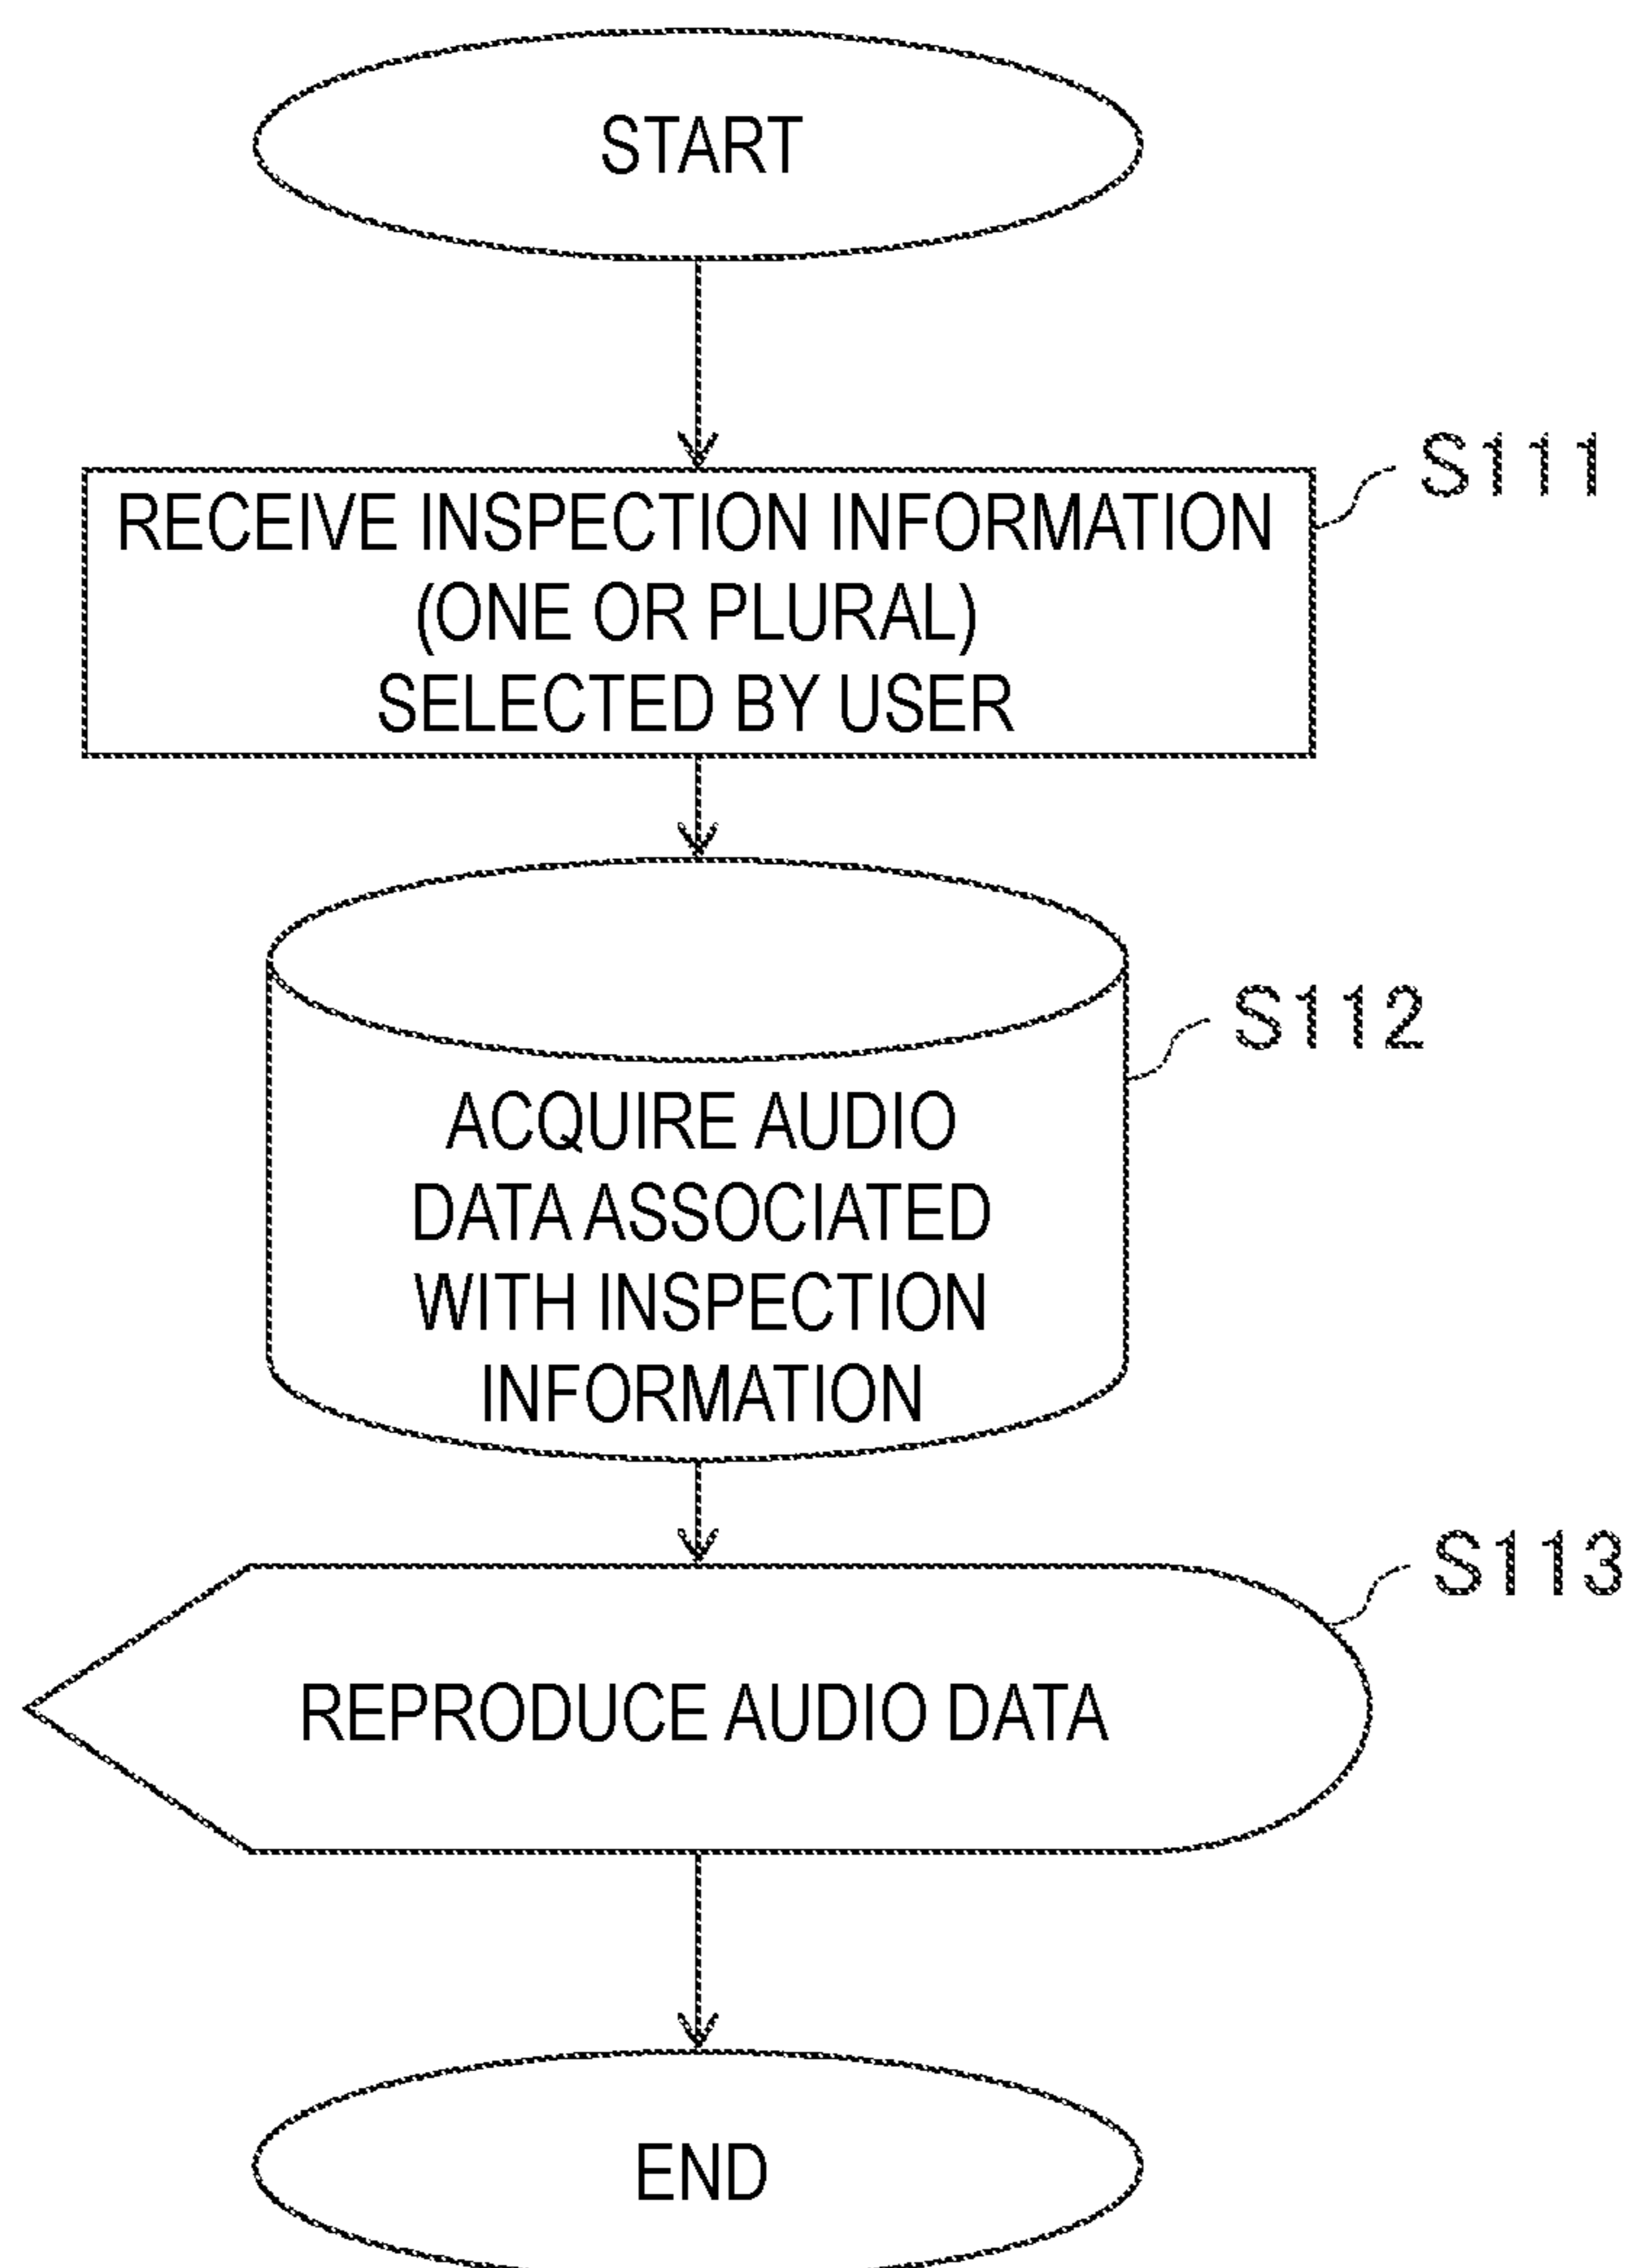 START
S111
RECEIVE INSPECTION INFORMATION
(ONE OR PLURAL)
SELECTED BY USER
S112
ACQUIRE AUDIO
DATA ASSOCIATED
WITH INSPECTION
INFORMATION
S113
REPRODUCE AUDIO DATA
END